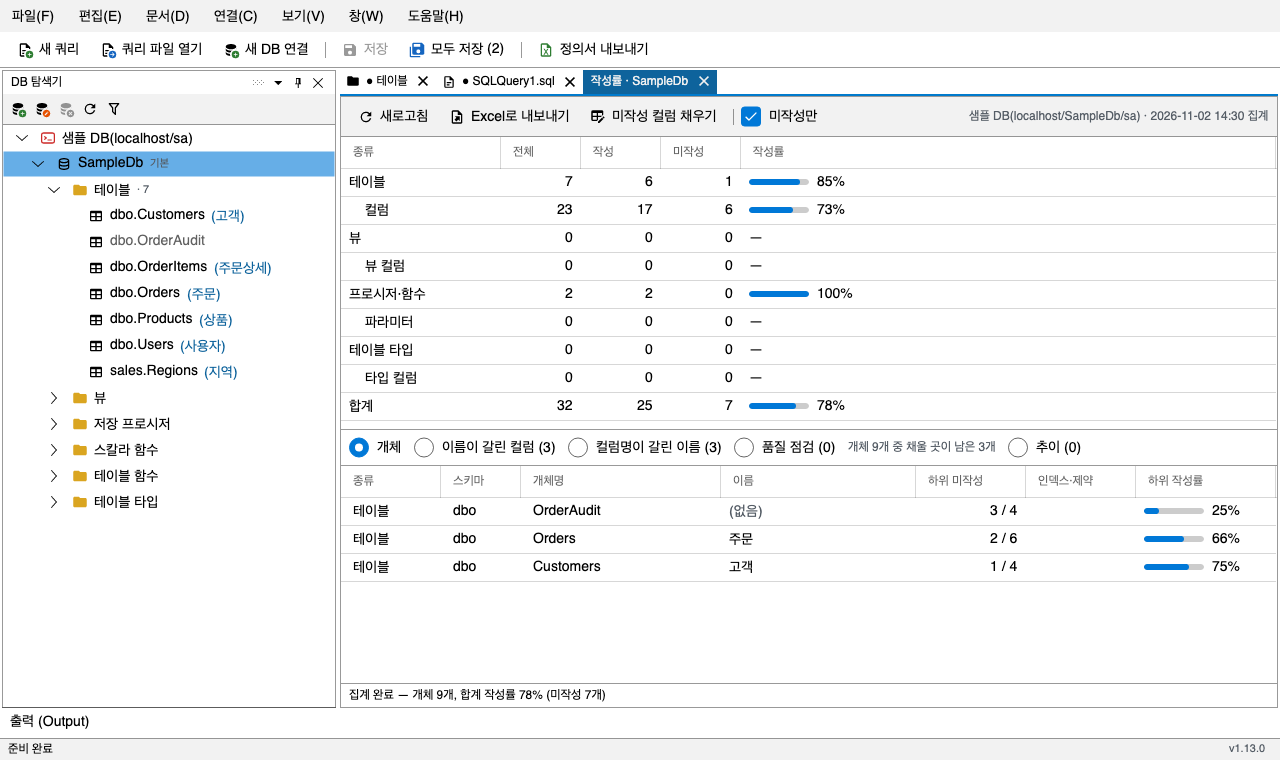 파일(F) 편집(E) 문서(D) 연결(C) 보기(V) 창(W) 도움말(H)
새 쿼리 쿼리 파일 열기 새 DB 연결 저장 모두 저장 (2) 정의서 내보내기
DB 탐색기
샘플 DB(localhost/sa)
SampleDb 기본
테이블 · 7
dbo.Customers (고객)
dbo.OrderAudit
dbo.OrderItems (주문상세)
dbo.Orders (주문)
dbo.Products (상품)
dbo.Users (사용자)
sales.Regions (지역)
뷰
저장 프로시저
스칼라 함수
테이블 함수
테이블 타입
● 테이블 ● SQLQuery1.sql 작성률 · SampleDb
새로고침 Excel로 내보내기 미작성 컬럼 채우기 미작성만 샘플 DB(localhost/SampleDb/sa) · 2026-11-02 14:30 집계
종류 전체 작성 미작성 작성률
테이블 7 6 1 85%
컬럼 23 17 6 73%
뷰 0 0 0 —
뷰 컬럼 0 0 0 —
프로시저·함수 2 2 0 100%
파라미터 0 0 0 —
테이블 타입 0 0 0 —
타입 컬럼 0 0 0 —
합계 32 25 7 78%
개체 이름이 갈린 컬럼 (3) 컬럼명이 갈린 이름 (3) 품질 점검 (0) 개체 9개 중 채울 곳이 남은 3개 추이 (0)
종류 스키마 개체명 이름 하위 미작성 인덱스·제약 하위 작성률
테이블 dbo OrderAudit (없음) 3 / 4 25%
테이블 dbo Orders 주문 2 / 6 66%
테이블 dbo Customers 고객 1 / 4 75%
집계 완료 — 개체 9개, 합계 작성률 78% (미작성 7개)
출력 (Output)
준비 완료 v1.13.0